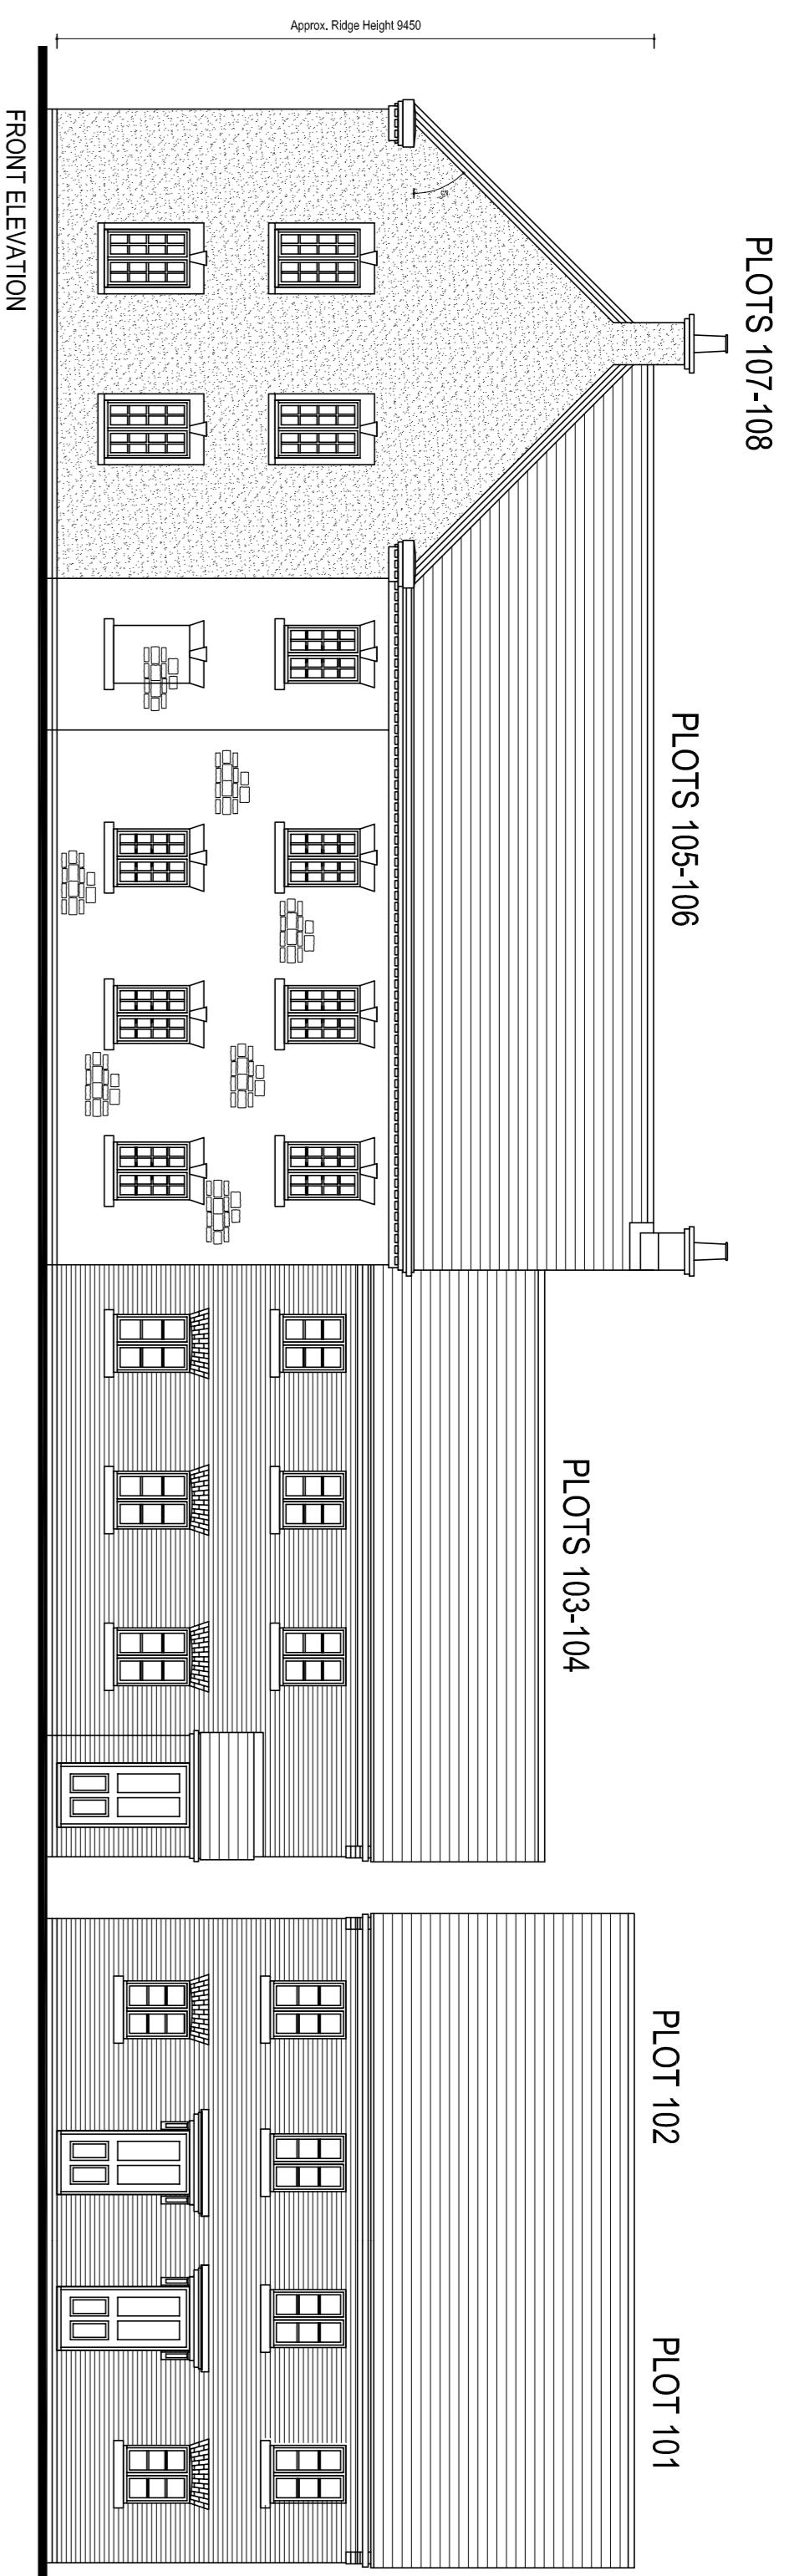 Approx. Ridge Height 9450
PLOTS 107-108
PLOTS 105-106
PLOTS 103-104
PLOT 102
PLOT 101
FRONT ELEVATION